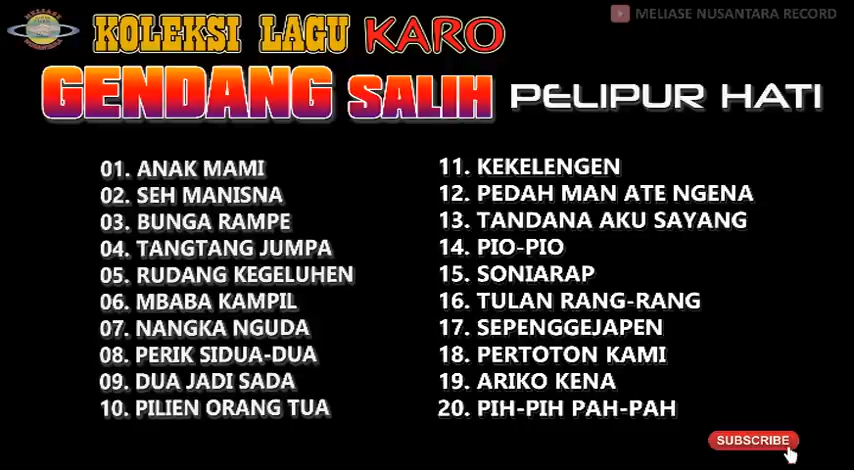 MELIASE NUSANTARA RECORD
KOLEKSI LAGU KARO
GENDANG SALIH PELIPUR HATI
01. ANAK MAMI
02. SEH MANISNA
03. BUNGA RAMPE
04. TANGTANG JUMPA
05. RUDANG KEGELUHEN
06. MBABA KAMPIL
07. NANGKA NGUDA
08. PERIK SIDUA-DUA
09. DUA JADI SADA
10. PILIEN ORANG TUA
11. KEKELENGEN
12. PEDAH MAN ATE NGENA
13. TANDANA AKU SAYANG
14. PIO-PIO
15. SONIARAP
16. TULAN RANG-RANG
17. SEPENGGEJAPEN
18. PERTOTON KAMI
19. ARIKO KENA
20. PIH-PIH PAH-PAH
SUBSCRIBE